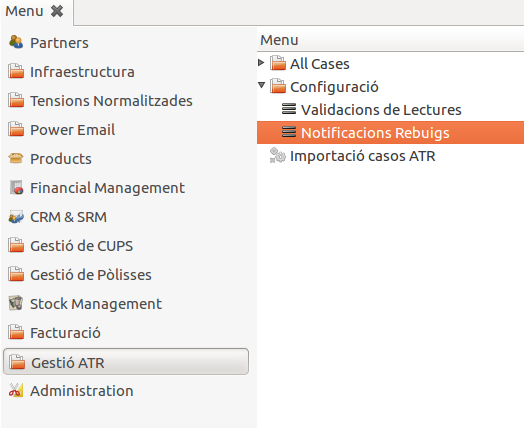 Menu
Partners
Infraestructura
Tensions Normalitzades
Power Email
Products
Financial Management
CRM & SRM
Gestió de CUPS
Gestió de Pòlisses
Stock Management
Facturació
Gestió ATR
Administration
Menu
All Cases
Configuració
Validacions de Lectures
Notificacions Rebuigs
Importació casos ATR